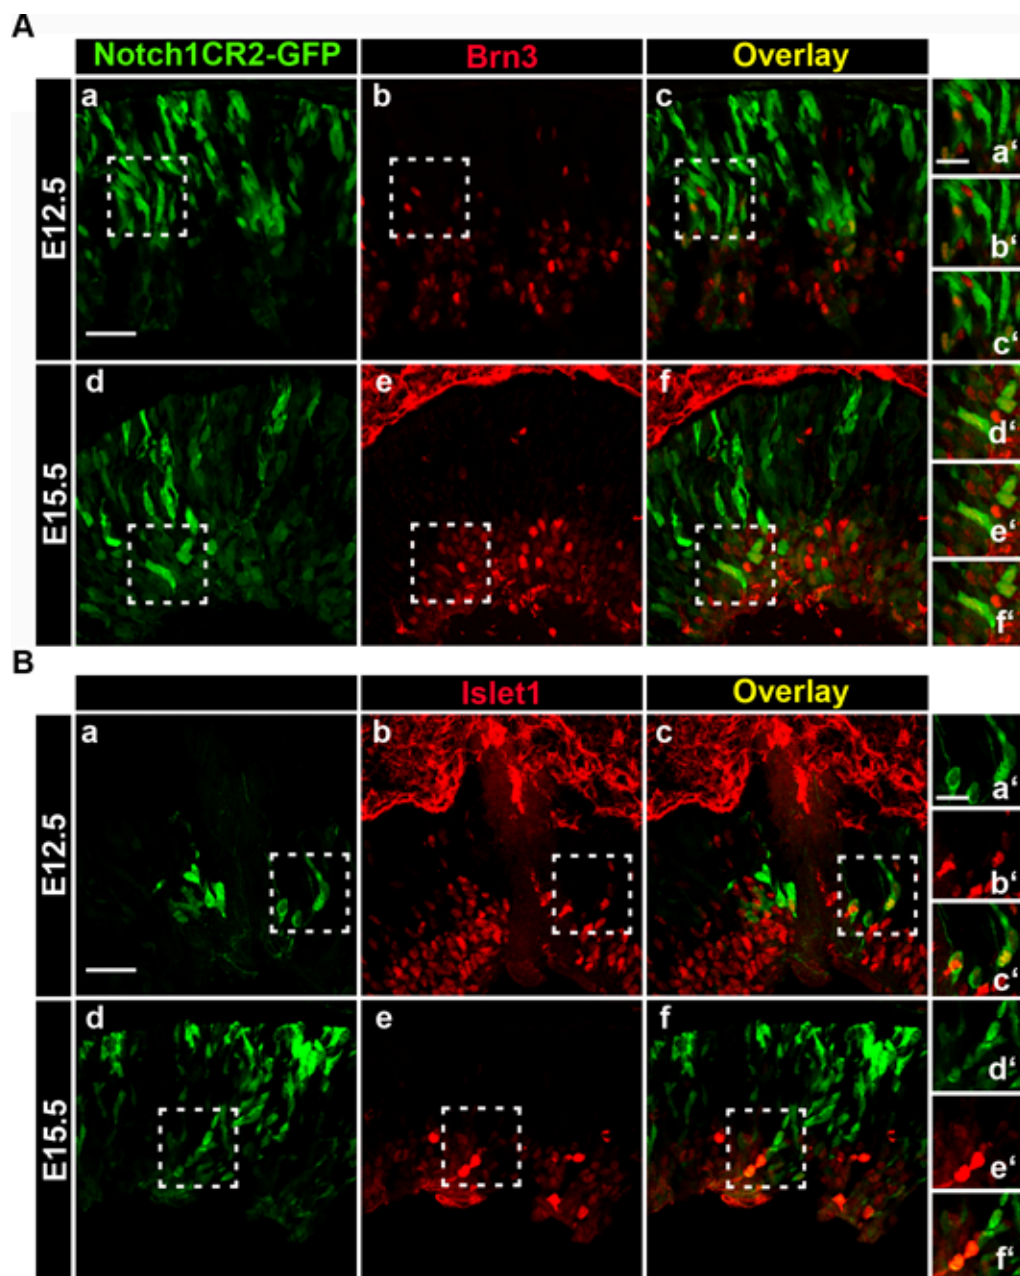 A
Notch1CR2-GFP Brn3 Overlay
E12.5
a b c
a‘
b‘
c‘
E15.5
d e f
d‘
e‘
f‘
B
Islet1 Overlay
E12.5
a b c
a‘
b‘
c‘
E15.5
d e f
d‘
e‘
f‘